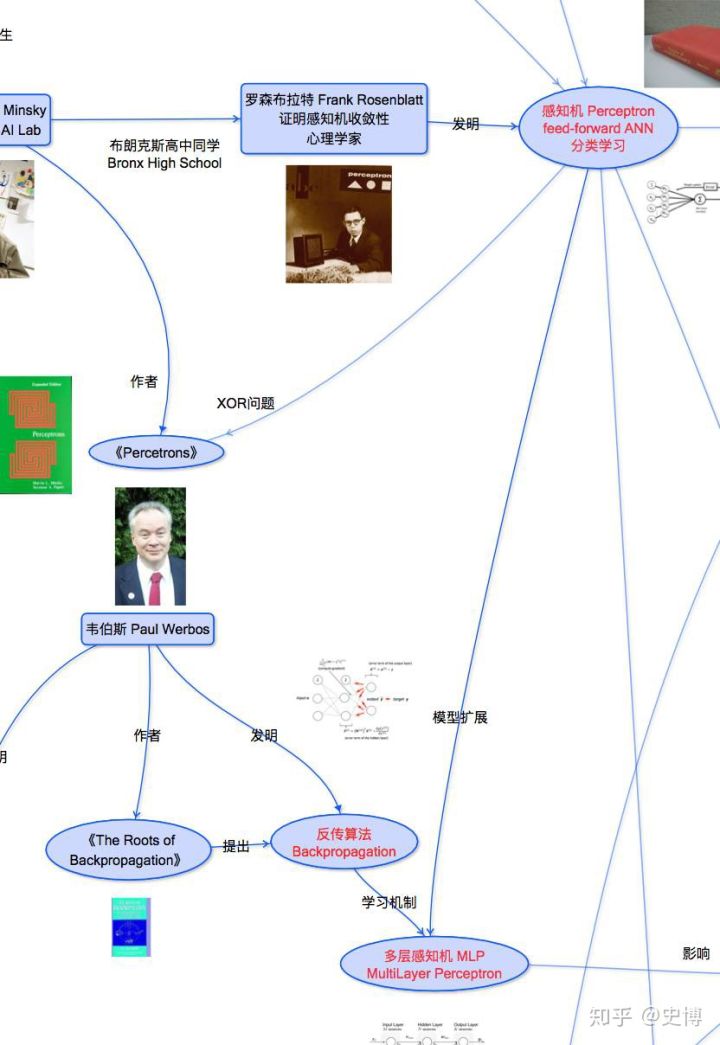 生
Minsky
AI Lab
罗森布拉特 Frank Rosenblatt
证明感知机收敛性
心理学家
发明
感知机 Perceptron
feed-forward ANN
分类学习
布朗克斯高中同学
Bronx High School
perceptron
作者
XOR问题
Expanded Edition
Perceptrons
《Percetrons》
韦伯斯 Paul Werbos
模型扩展
作者
发明
明
《The Roots of
Backpropagation》
提出
反传算法
Backpropagation
学习机制
多层感知机 MLP
MultiLayer Perceptron
影响
知乎 @史博
Input Layer
Hidden Layer
Output Layer